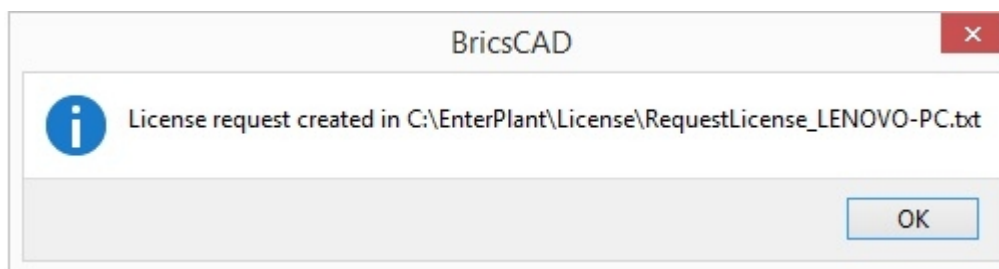 BricsCAD
License request created in C:\EnterPlant\License\RequestLicense_LENOVO-PC.txt
OK